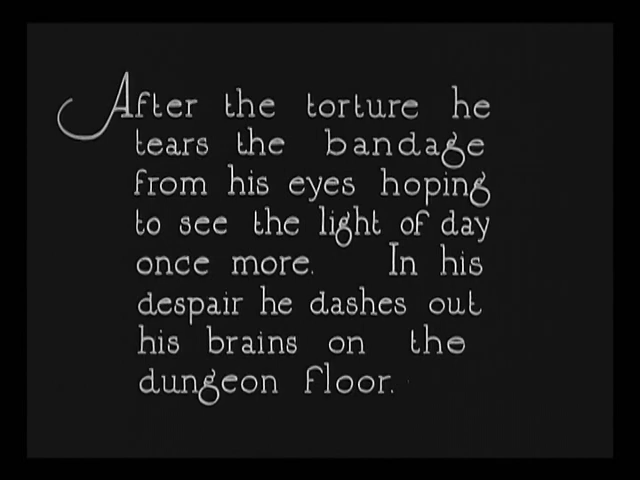 After the torture he
tears the bandage
from his eyes hoping
to see the light of day
once more. In his
despair he dashes out
his brains on the
dungeon floor.